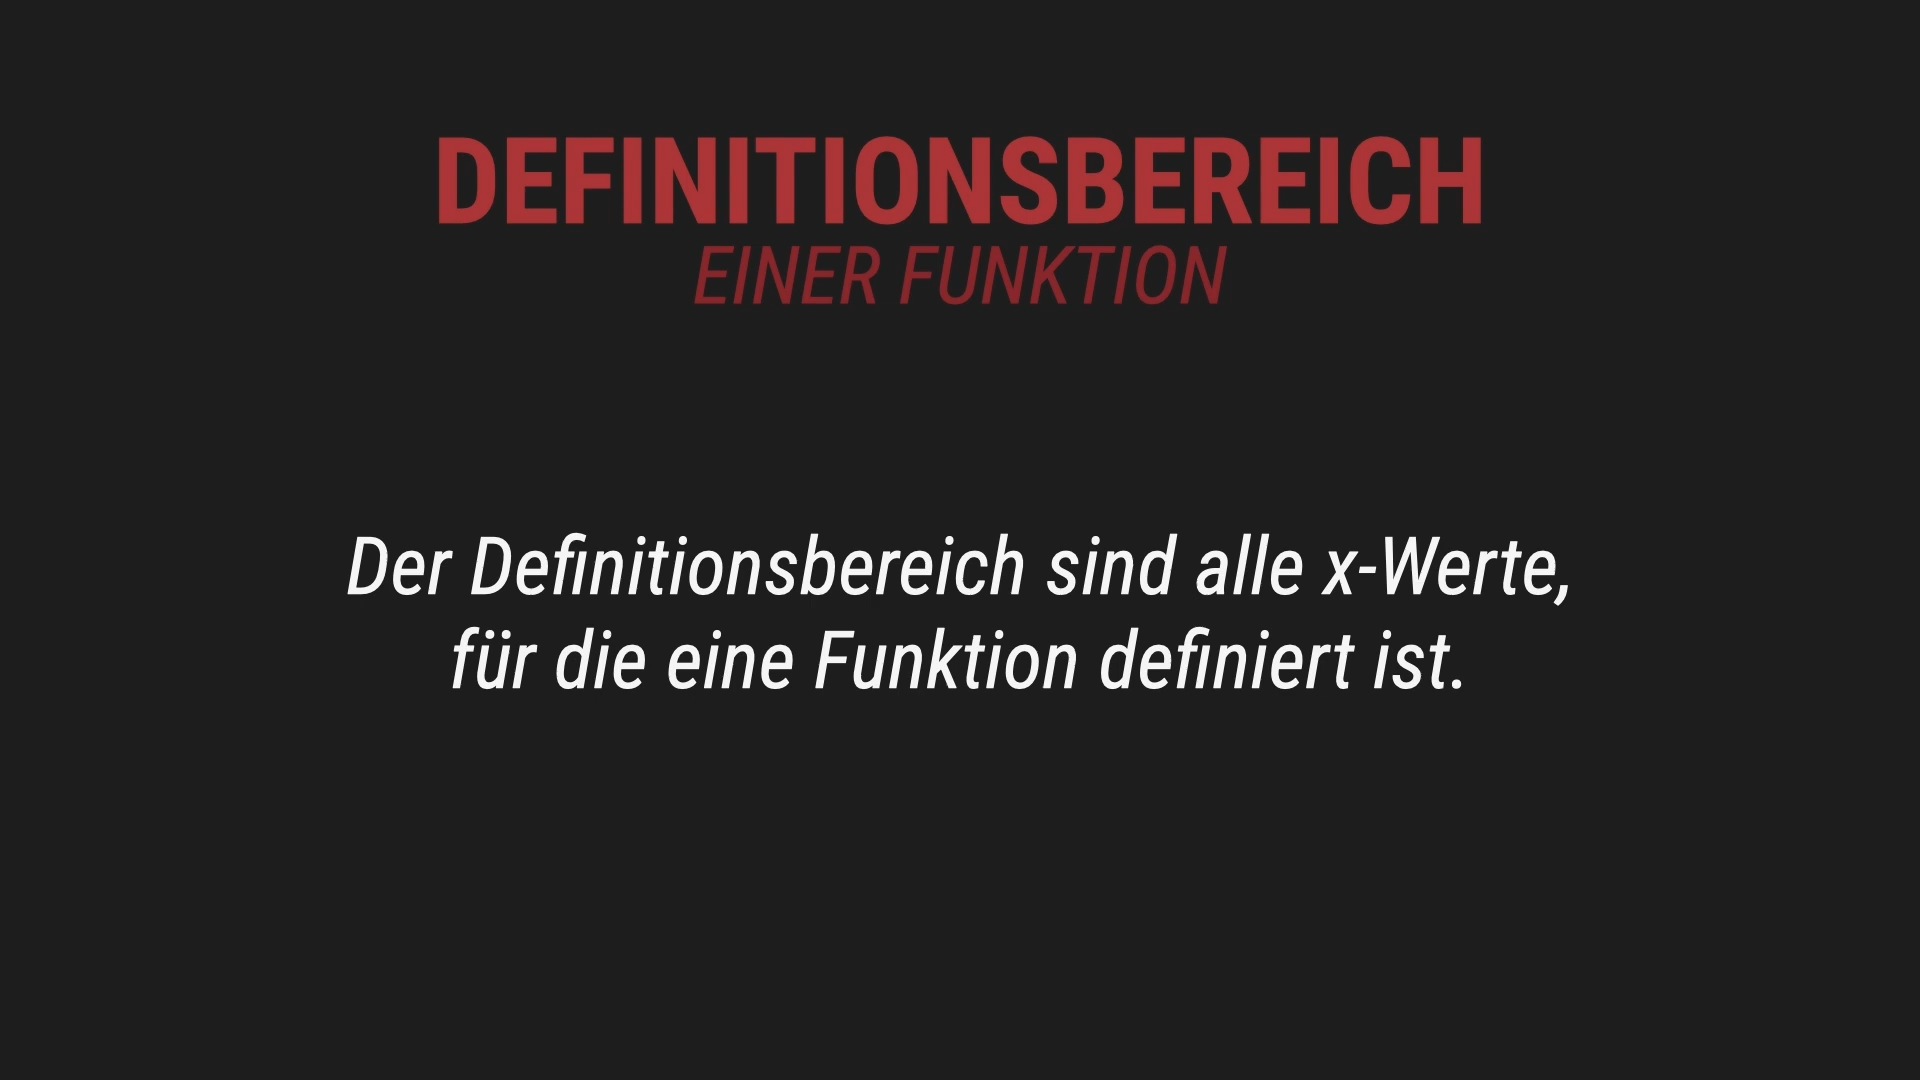 DEFINITIONSBEREICH
EINER FUNKTION
Der Definitionsbereich sind alle x-Werte,
für die eine Funktion definiert ist.